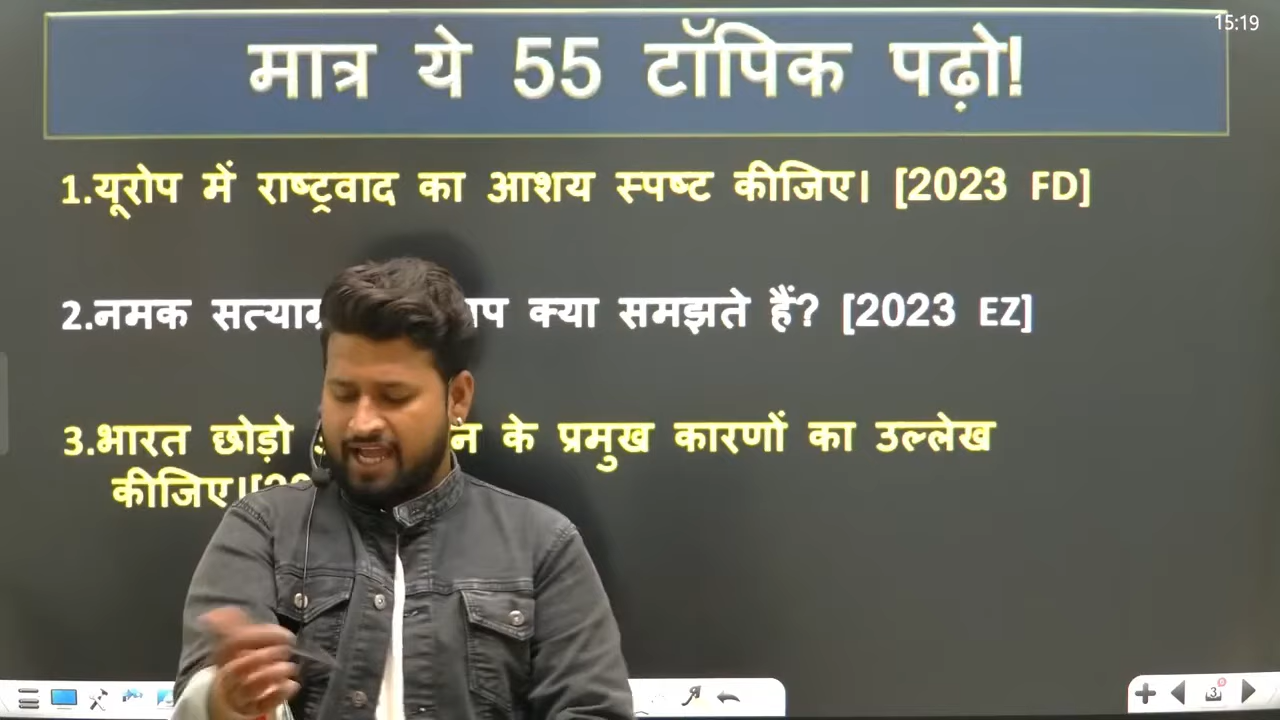 15:19
मात्र ये 55 टॉपिक पढ़ो!
1.यूरोप में राष्ट्रवाद का आशय स्पष्ट कीजिए। [2023 FD]
2.नमक क्या समझते हैं? [2023 EZ]
3.भारत छोड़ो के प्रमुख कारणों का उल्लेख
कीजिए।
3